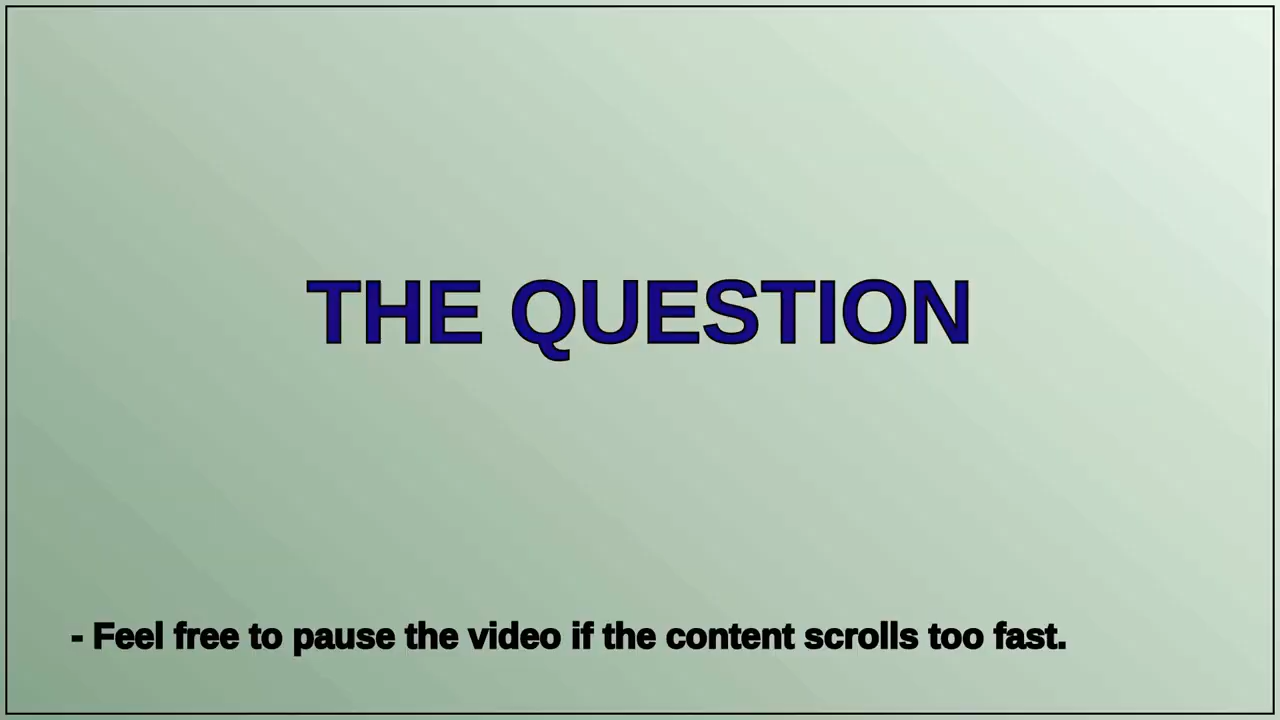 THE QUESTION
- Feel free to pause the video if the content scrolls too fast.